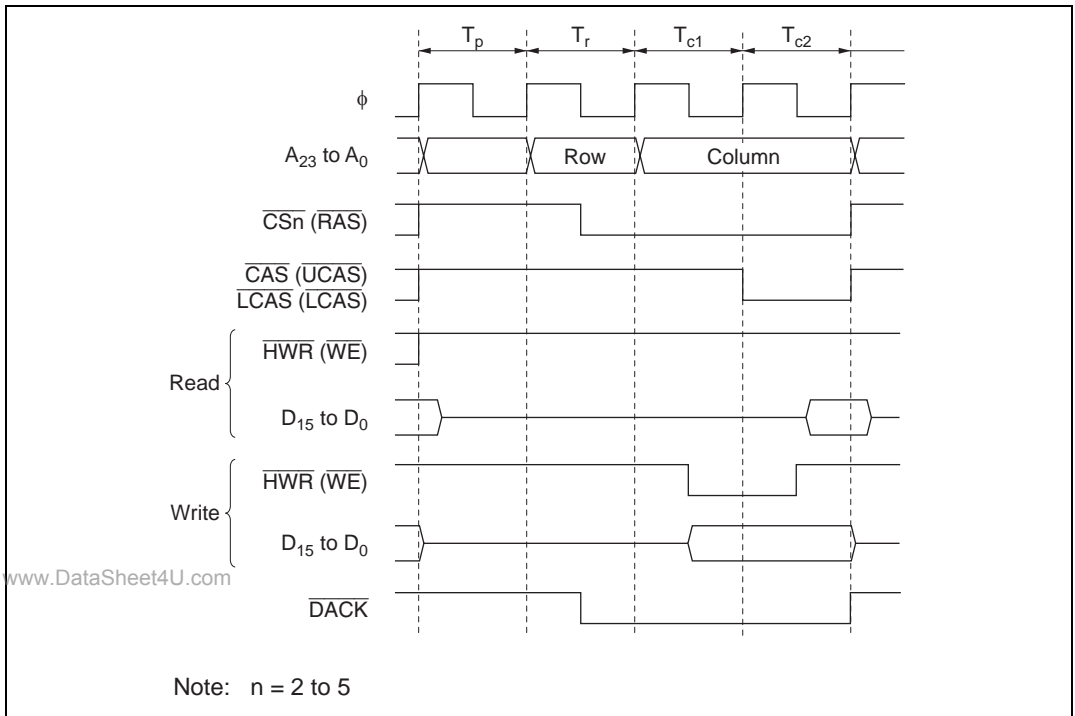 Tp Tr Tc1 Tc2
φ
A23 to A0 Row Column
CSn (RAS)
CAS (UCAS)
LCAS (LCAS)
HWR (WE)
Read
D15 to D0
HWR (WE)
Write
D15 to D0
www.DataSheet4U.com
DACK
Note: n = 2 to 5